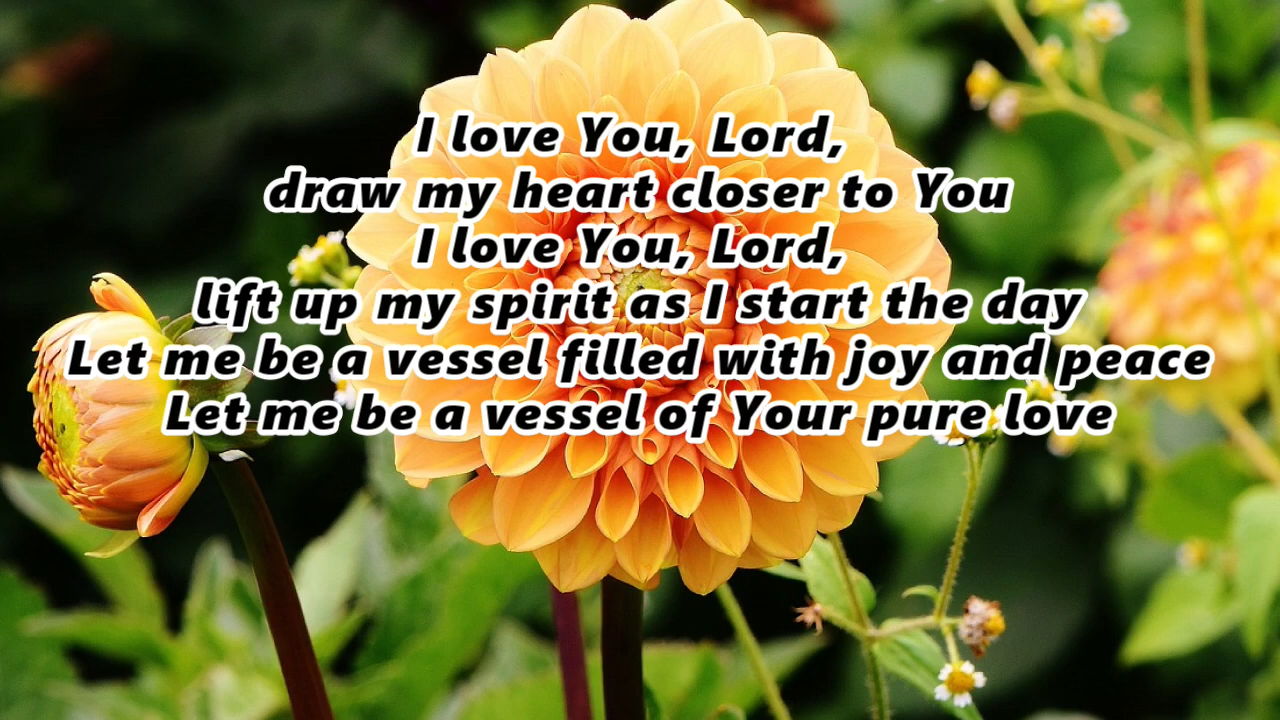 I love You, Lord,
draw my heart closer to You
I love You, Lord,
lift up my spirit as I start the day
Let me be a vessel filled with joy and peace
Let me be a vessel of Your pure love